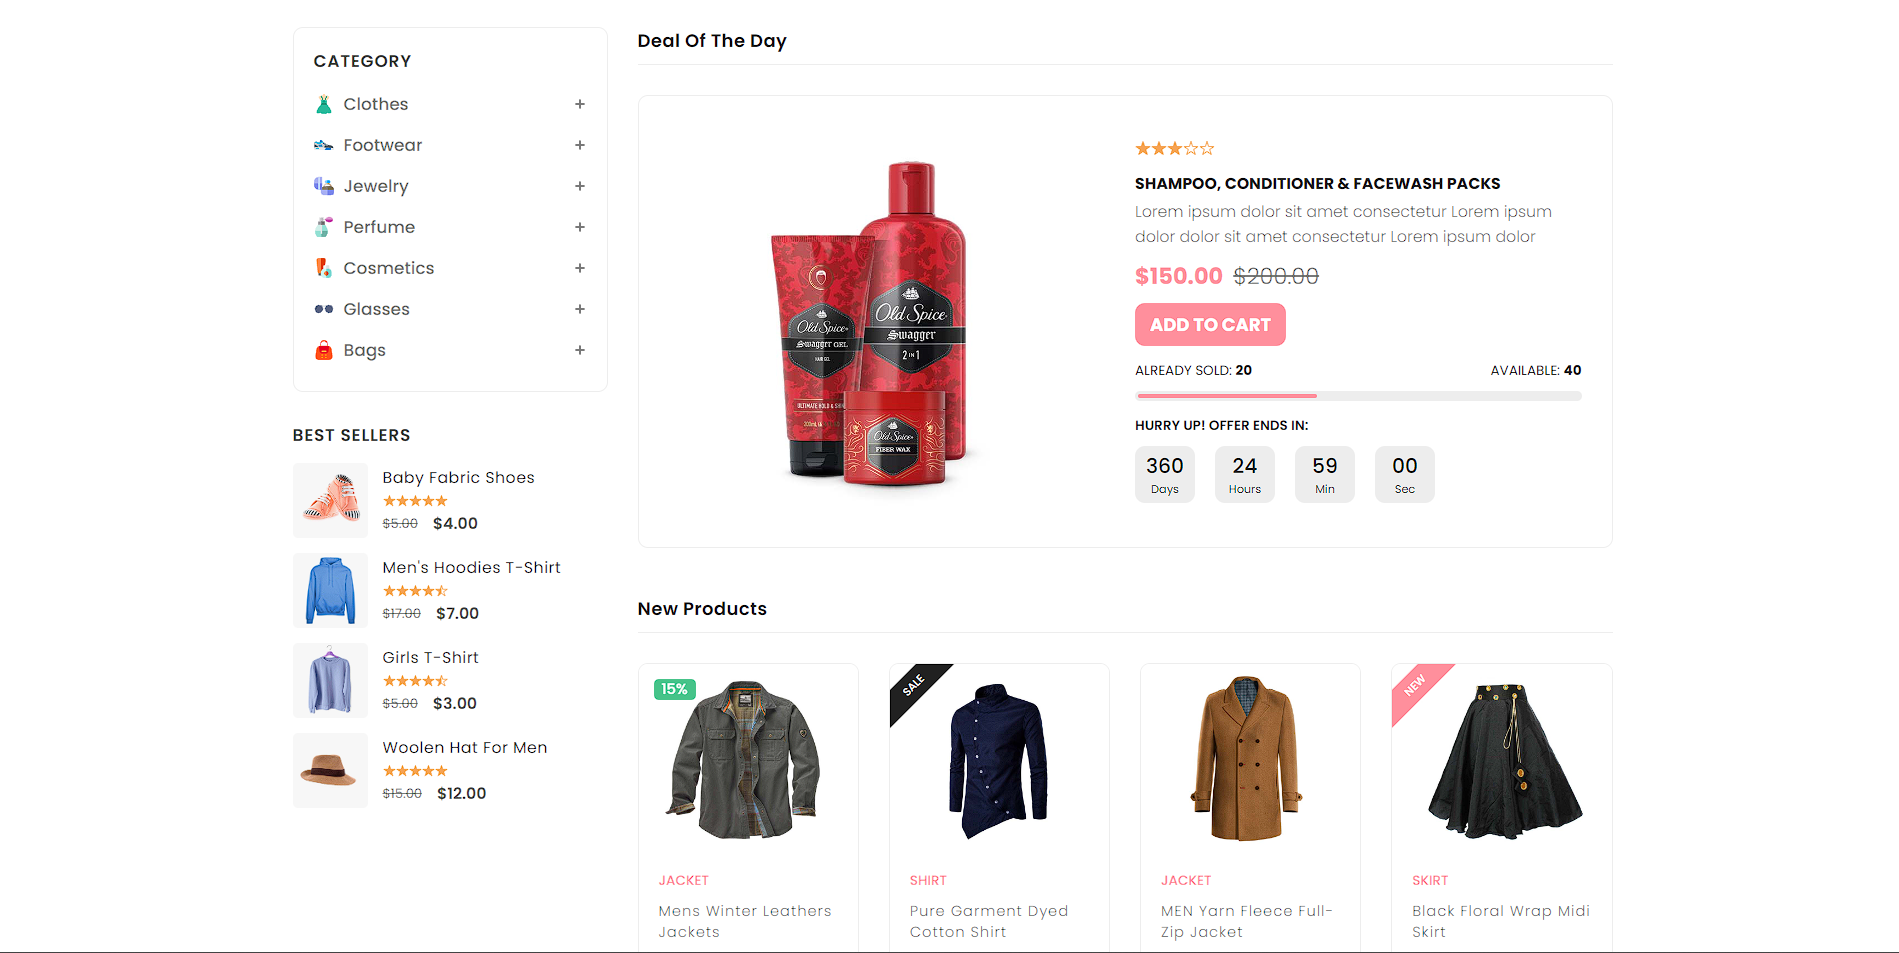 CATEGORY
Clothes +
Footwear +
Jewelry +
Perfume +
Cosmetics +
Glasses +
Bags +
BEST SELLERS
Baby Fabric Shoes
$5.00 $4.00
Men's Hoodies T-Shirt
$17.00 $7.00
Girls T-Shirt
$5.00 $3.00
Woolen Hat For Men
$15.00 $12.00
Deal Of The Day
Old Spice
Swagger GEL
HAIR GEL
Old Spice
Swagger
2 IN 1
Old Spice
FIBER WAX
SHAMPOO, CONDITIONER & FACEWASH PACKS
Lorem ipsum dolor sit amet consectetur Lorem ipsum
dolor dolor sit amet consectetur Lorem ipsum dolor
$150.00 $200.00
ADD TO CART
ALREADY SOLD: 20 AVAILABLE: 40
HURRY UP! OFFER ENDS IN:
360 24 59 00
Days Hours Min Sec
New Products
15%
SALE
NEW
JACKET
Mens Winter Leathers
Jackets
SHIRT
Pure Garment Dyed
Cotton Shirt
JACKET
MEN Yarn Fleece Full-
Zip Jacket
SKIRT
Black Floral Wrap Midi
Skirt